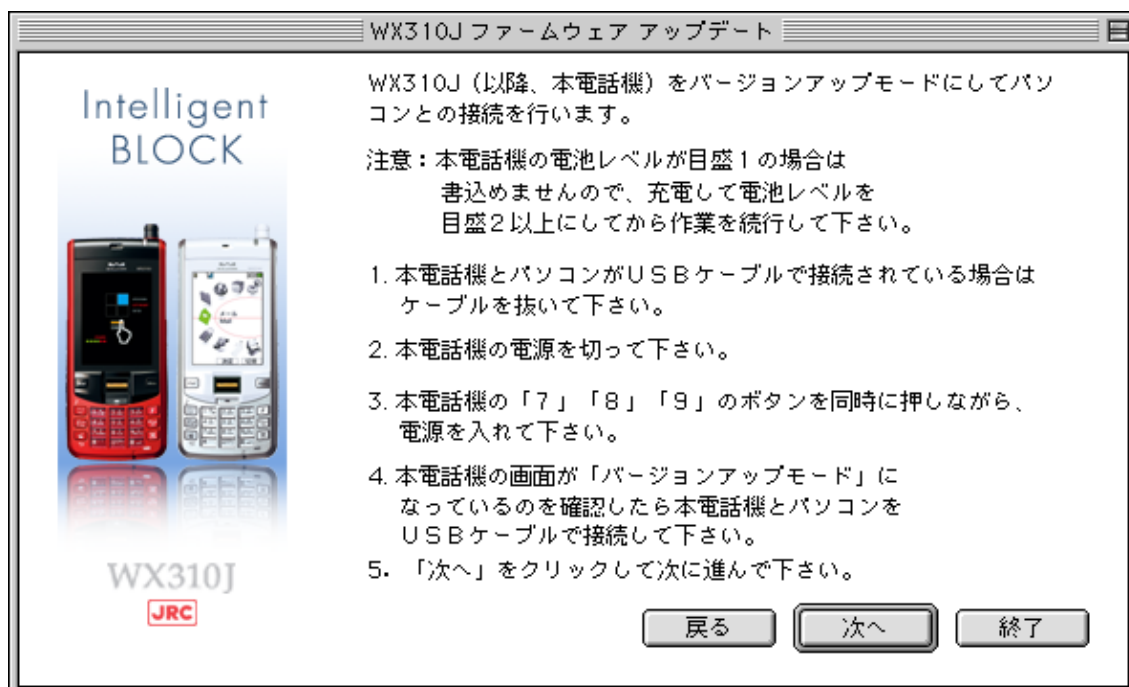 WX310J ファームウェア アップデート
Intelligent
BLOCK
WX310J
JRC
WX310J（以降、本電話機）をバージョンアップモードにしてパソ
コンとの接続を行います。
注意：本電話機の電池レベルが目盛１の場合は
書込めませんので、充電して電池レベルを
目盛２以上にしてから作業を続行して下さい。
1. 本電話機とパソコンがＵＳＢケーブルで接続されている場合は
ケーブルを抜いて下さい。
2. 本電話機の電源を切って下さい。
3. 本電話機の「７」「８」「９」のボタンを同時に押しながら、
電源を入れて下さい。
4. 本電話機の画面が「バージョンアップモード」に
なっているのを確認したら本電話機とパソコンを
ＵＳＢケーブルで接続して下さい。
5. 「次へ」をクリックして次に進んで下さい。
戻る
次へ
終了